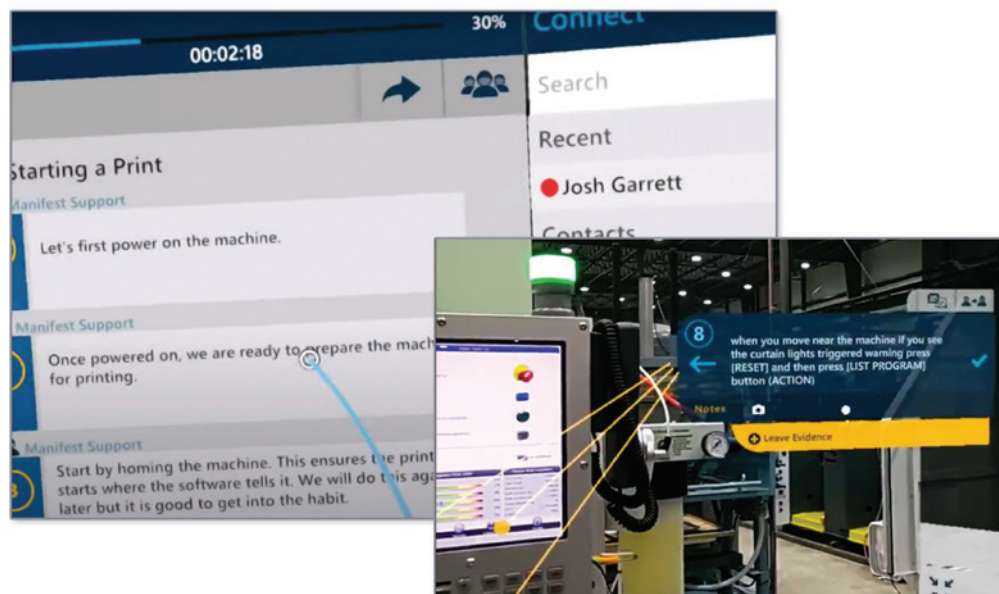 30%
00:02:18
Starting a Print
Manifest Support
Let's first power on the machine.
Manifest Support
Once powered on, we are ready to prepare the mach
for printing.
Manifest Support
Start by homing the machine. This ensures the print
starts where the software tells it. We will do this aga
later but it is good to get into the habit.
Connect
Search
Recent
Josh Garrett
Contacts
8
when you move near the machine if you see
the curtain lights triggered warning press
[RESET] and then press [LIST PROGRAM]
button (ACTION)
Notes
Leave Evidence